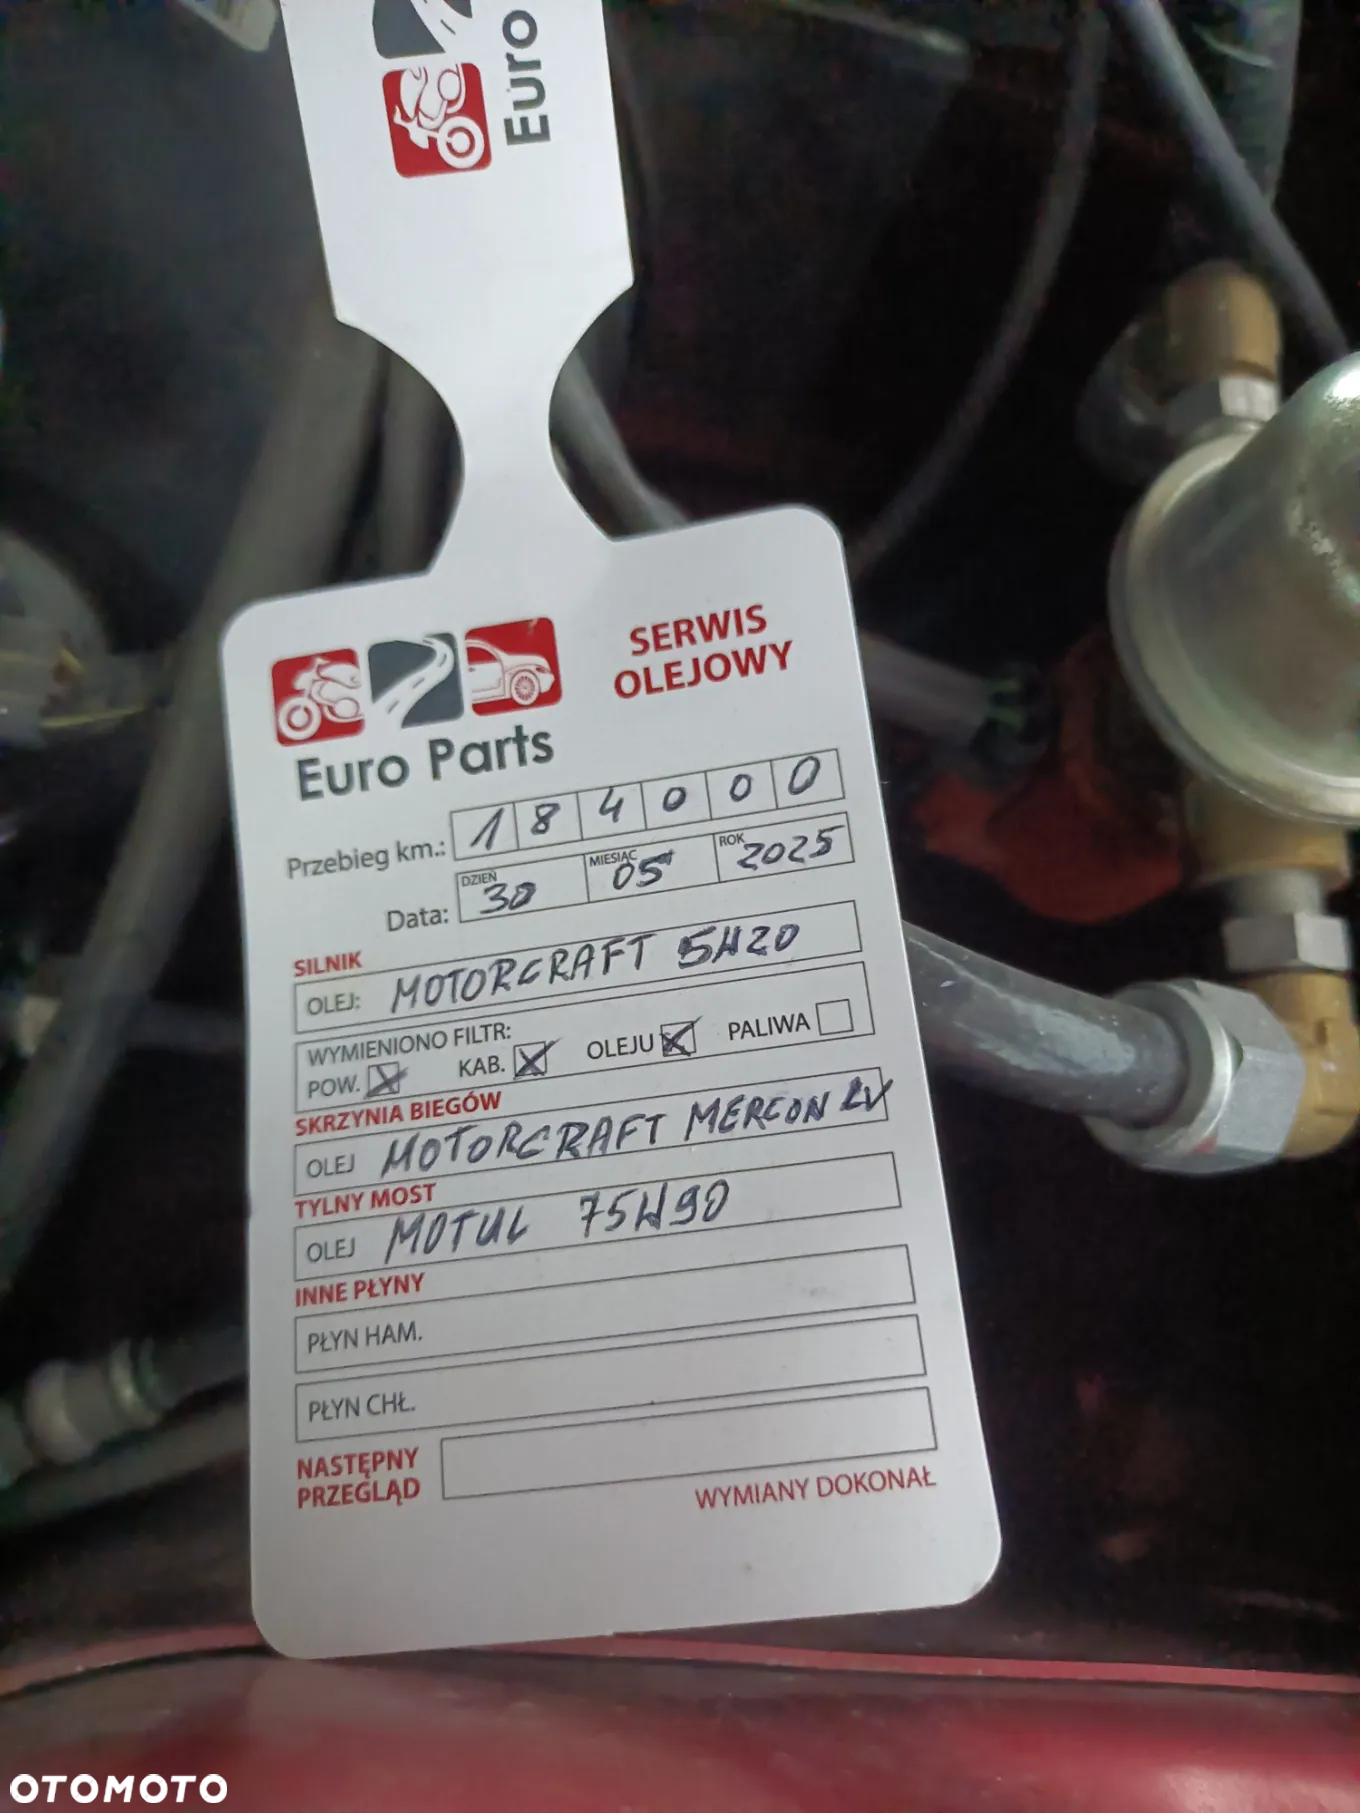 Euro
SERWIS
OLEJOWY
Euro Parts
Przebieg km.: 1 8 4 0 0 0
Data: DZIEŃ 30 MIESIĄC 05 ROK 2025
SILNIK
OLEJ: MOTORCRAFT 5W20
WYMIENIONO FILTR:
POW. X KAB. X OLEJU X PALIWA
SKRZYNIA BIEGÓW
OLEJ MOTORCRAFT MERCON LV
TYLNY MOST
OLEJ MOTUL 75W90
INNE PŁYNY
PŁYN HAM.
PŁYN CHŁ.
NASTĘPNY
PRZEGLĄD
WYMIANY DOKONAŁ
OTOMOTO